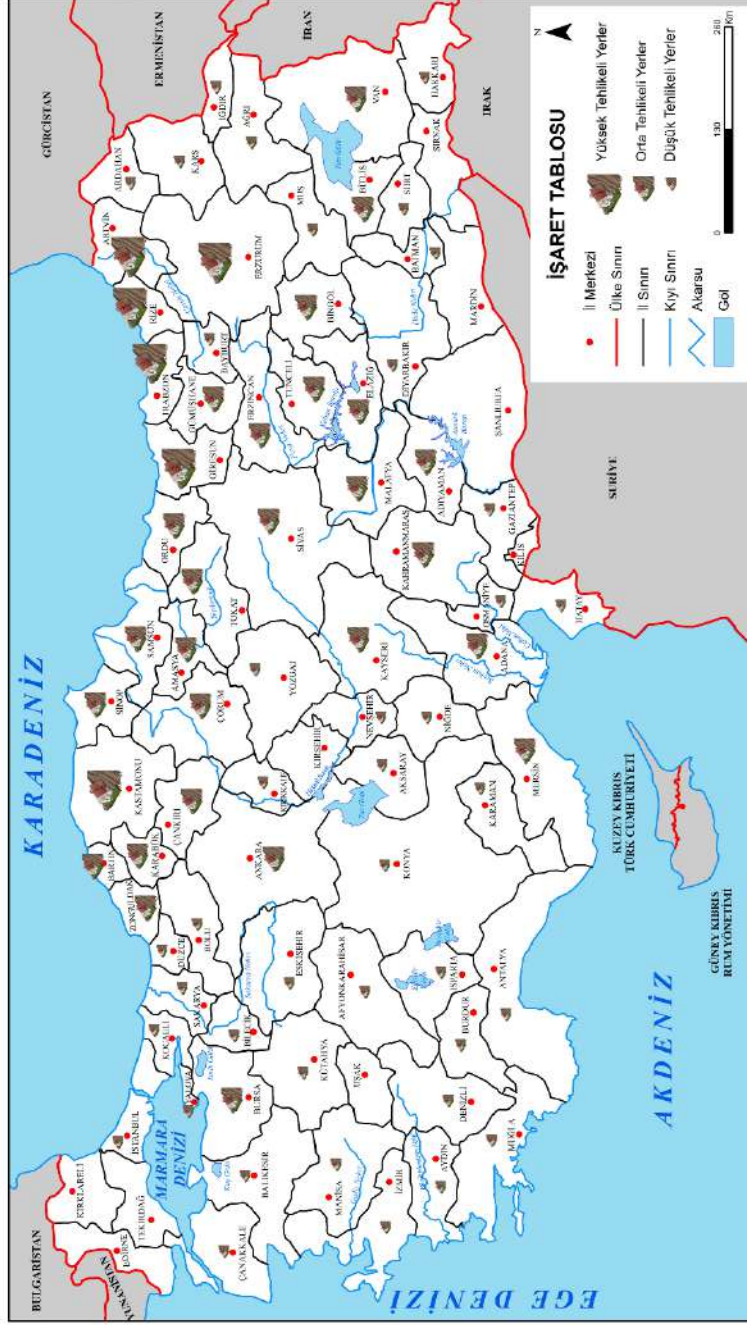 KARADENİZ
BULGARİSTAN
YUNANİSTAN
GÜRCİSTAN
ERMENİSTAN
İRAN
IRAK
SURİYE
MARMARA
DENİZİ
EGE DENİZİ
AKDENİZ
KUZEY KIBRIS
TÜRK CUMHURİYETİ
GÜNEY KIBRIS
RUM YÖNETİMİ
EDİRNE
KIRKLARELİ
TEKİRDAĞ
İSTANBUL
KOCAELİ
YALOVA
SAKARYA
DÜZCE
ZONGULDAK
BARTIN
KARABÜK
KASTAMONU
SİNOP
SAMSUN
ORDU
GİRESUN
TRABZON
RİZE
ARTVİN
ARDAHAN
ÇANAKKALE
BALIKESİR
BURSA
BİLECİK
BOLU
ÇANKIRI
ÇORUM
AMASYA
TOKAT
GÜMÜŞHANE
BAYBURT
ERZURUM
KARS
IĞDIR
AĞRI
KÜTAHYA
ESKİŞEHİR
ANKARA
KIRIKKALE
KIRŞEHİR
YOZGAT
SİVAS
ERZİNCAN
TUNCELİ
BİNGÖL
MUŞ
BİTLİS
VAN
MANİSA
UŞAK
AFYONKARAHİSAR
KONYA
AKSARAY
NEVŞEHİR
KAYSERİ
MALATYA
ELAZIĞ
DİYARBAKIR
BATMAN
SİİRT
ŞIRNAK
HAKKARİ
İZMİR
AYDIN
DENİZLİ
ISPARTA
BURDUR
NİĞDE
KAHRAMANMARAŞ
ADIYAMAN
MUĞLA
ANTALYA
KARAMAN
MERSİN
ADANA
OSMANİYE
GAZİANTEP
KİLİS
HATAY
ŞANLIURFA
MARDİN
Sakarya Nehri
Tuz Gölü
Van Gölü
N
İŞARET TABLOSU
İl Merkezi
Ülke Sınırı
İl Sınırı
Kıyı Sınırı
Akarsu
Göl
Yüksek Tehlikeli Yerler
Orta Tehlikeli Yerler
Düşük Tehlikeli Yerler
0 130 260
Km